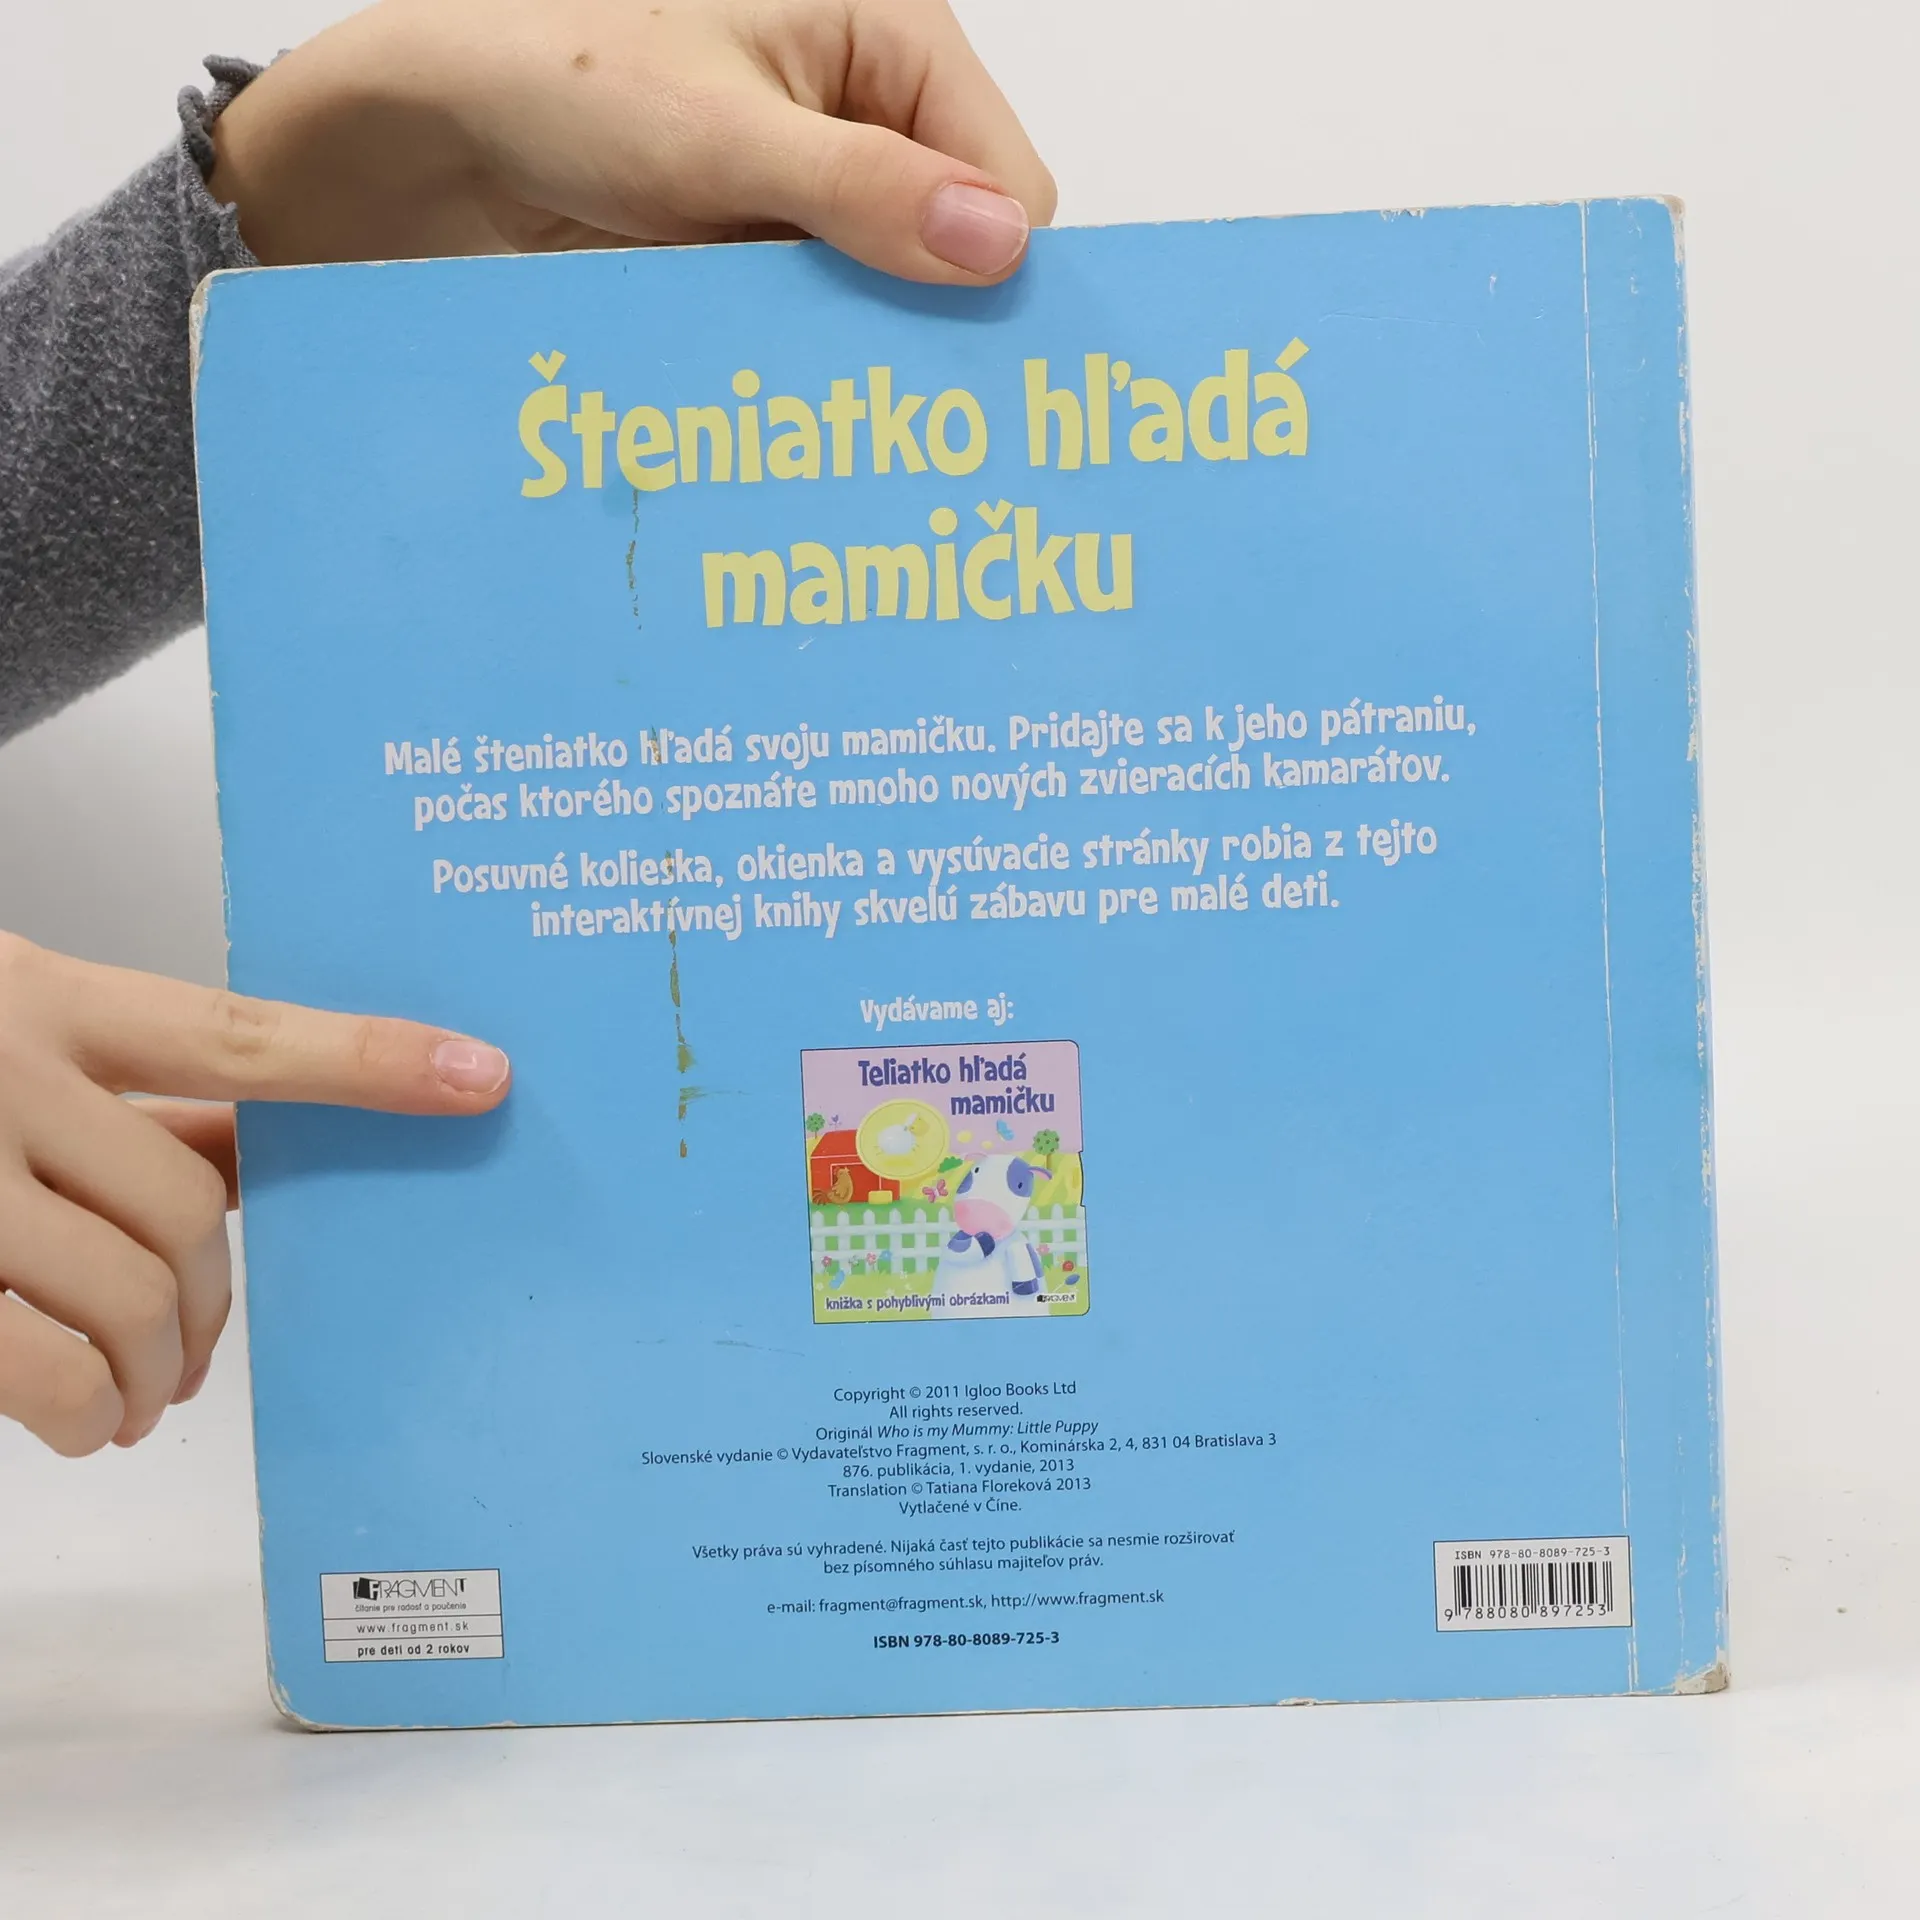 Šteniatko hľadá
mamičku
Malé šteniatko hľadá svoju mamičku. Pridajte sa k jeho pátraniu,
počas ktorého spoznáte mnoho nových zvieracích kamarátov.
Posuvné kolieska, okienka a vysúvacie stránky robia z tejto
interaktívnej knihy skvelú zábavu pre malé deti.
Vydávame aj:
Teliatko hľadá
mamičku
knižka s pohyblivými obrázkami
FRAGMENT
Copyright © 2011 Igloo Books Ltd
All rights reserved.
Originál Who is my Mummy: Little Puppy
Slovenské vydanie © Vydavateľstvo Fragment, s. r. o., Kominárska 2, 4, 831 04 Bratislava 3
876. publikácia, 1. vydanie, 2013
Translation © Tatiana Floreková 2013
Vytlačené v Číne.
Všetky práva sú vyhradené. Nijaká časť tejto publikácie sa nesmie rozširovať
bez písomného súhlasu majiteľov práv.
e-mail: fragment@fragment.sk, http://www.fragment.sk
ISBN 978-80-8089-725-3
FRAGMENT
čítanie pre radosť a poučenie
www.fragment.sk
pre deti od 2 rokov
ISBN 978-80-8089-725-3
9 788080 897253